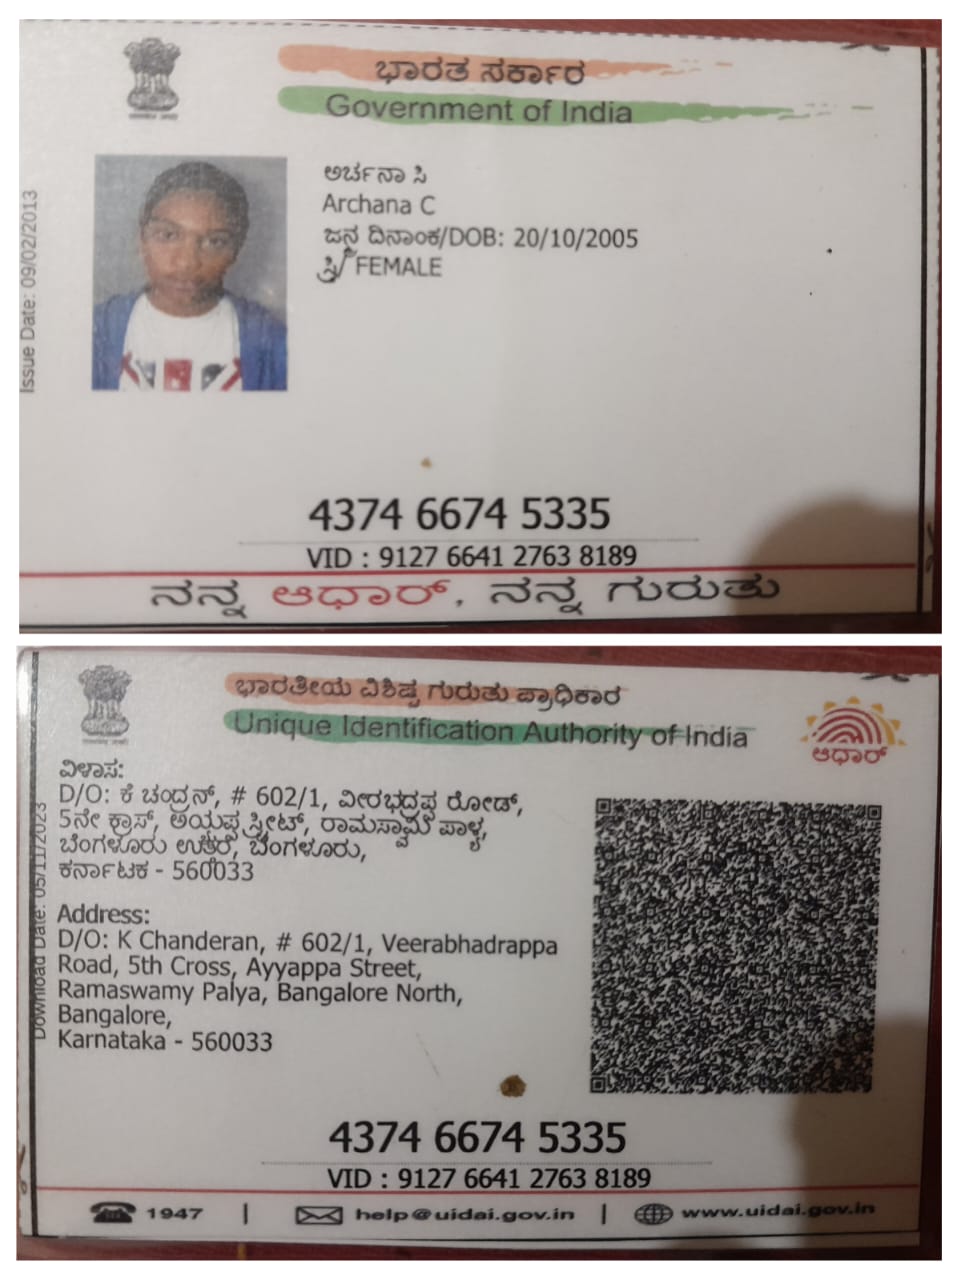 ಭಾರತ ಸರ್ಕಾರ
Government of India
Issue Date: 09/02/2013
ಅರ್ಚನಾ ಸಿ
Archana C
ಜನ್ಮ ದಿನಾಂಕ/DOB: 20/10/2005
ಸ್ತ್ರೀ/ FEMALE
4374 6674 5335
VID : 9127 6641 2763 8189
ನನ್ನ ಆಧಾರ್, ನನ್ನ ಗುರುತು
ಭಾರತೀಯ ವಿಶಿಷ್ಟ ಗುರುತು ಪ್ರಾಧಿಕಾರ
Unique Identification Authority of India
ಆಧಾರ್
Download Date: 05/11/2023
ವಿಳಾಸ:
D/O: ಕೆ ಚಂದ್ರನ್, # 602/1, ವೀರಭದ್ರಪ್ಪ ರೋಡ್,
5ನೇ ಕ್ರಾಸ್, ಅಯ್ಯಪ್ಪ ಸ್ಟ್ರೀಟ್, ರಾಮಸ್ವಾಮಿ ಪಾಳ್ಯ,
ಬೆಂಗಳೂರು ಉತ್ತರ, ಬೆಂಗಳೂರು,
ಕರ್ನಾಟಕ - 560033
Address:
D/O: K Chanderan, # 602/1, Veerabhadrappa
Road, 5th Cross, Ayyappa Street,
Ramaswamy Palya, Bangalore North,
Bangalore,
Karnataka - 560033
4374 6674 5335
VID : 9127 6641 2763 8189
1947 | help@uidai.gov.in | www.uidai.gov.in